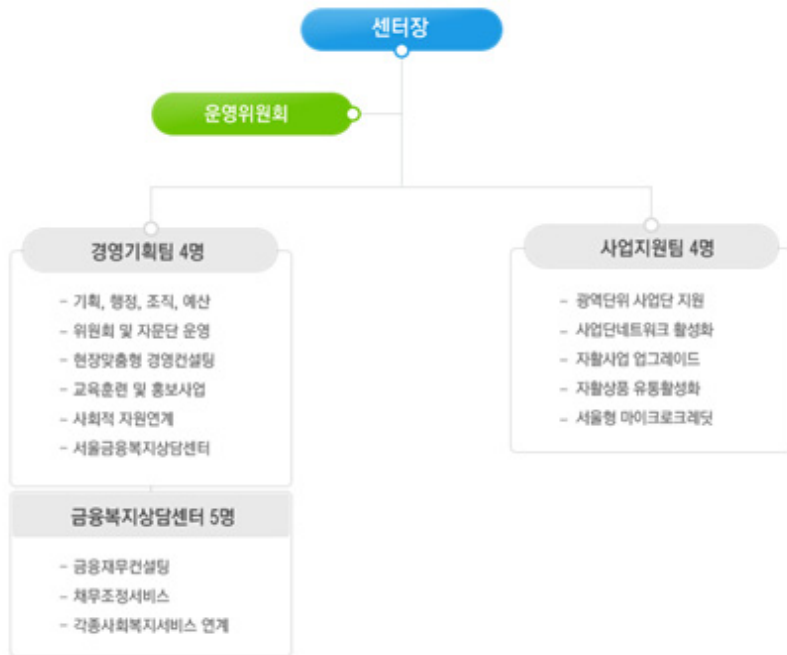 센터장
운영위원회
경영기획팀 4명
- 기획, 행정, 조직, 예산
- 위원회 및 자문단 운영
- 현장맞춤형 경영컨설팅
- 교육훈련 및 홍보사업
- 사회적 자원연계
- 서울금융복지상담센터
금융복지상담센터 5명
- 금융재무컨설팅
- 채무조정서비스
- 각종사회복지서비스 연계
사업지원팀 4명
- 광역단위 사업단 지원
- 사업단네트워크 활성화
- 자활사업 업그레이드
- 자활상품 유통활성화
- 서울형 마이크로크레딧